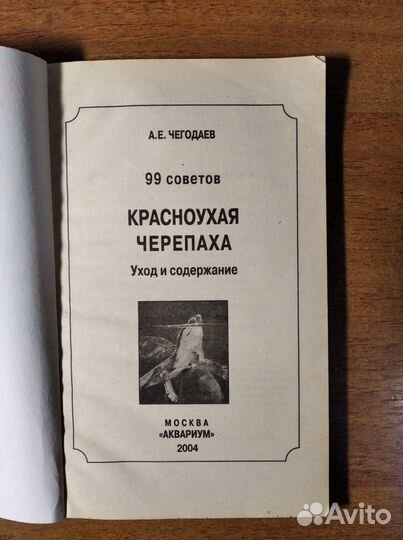 А.Е. ЧЕГОДАЕВ
99 советов
КРАСНОУХАЯ
ЧЕРЕПАХА
Уход и содержание
МОСКВА
«АКВАРИУМ»
2004
Avito